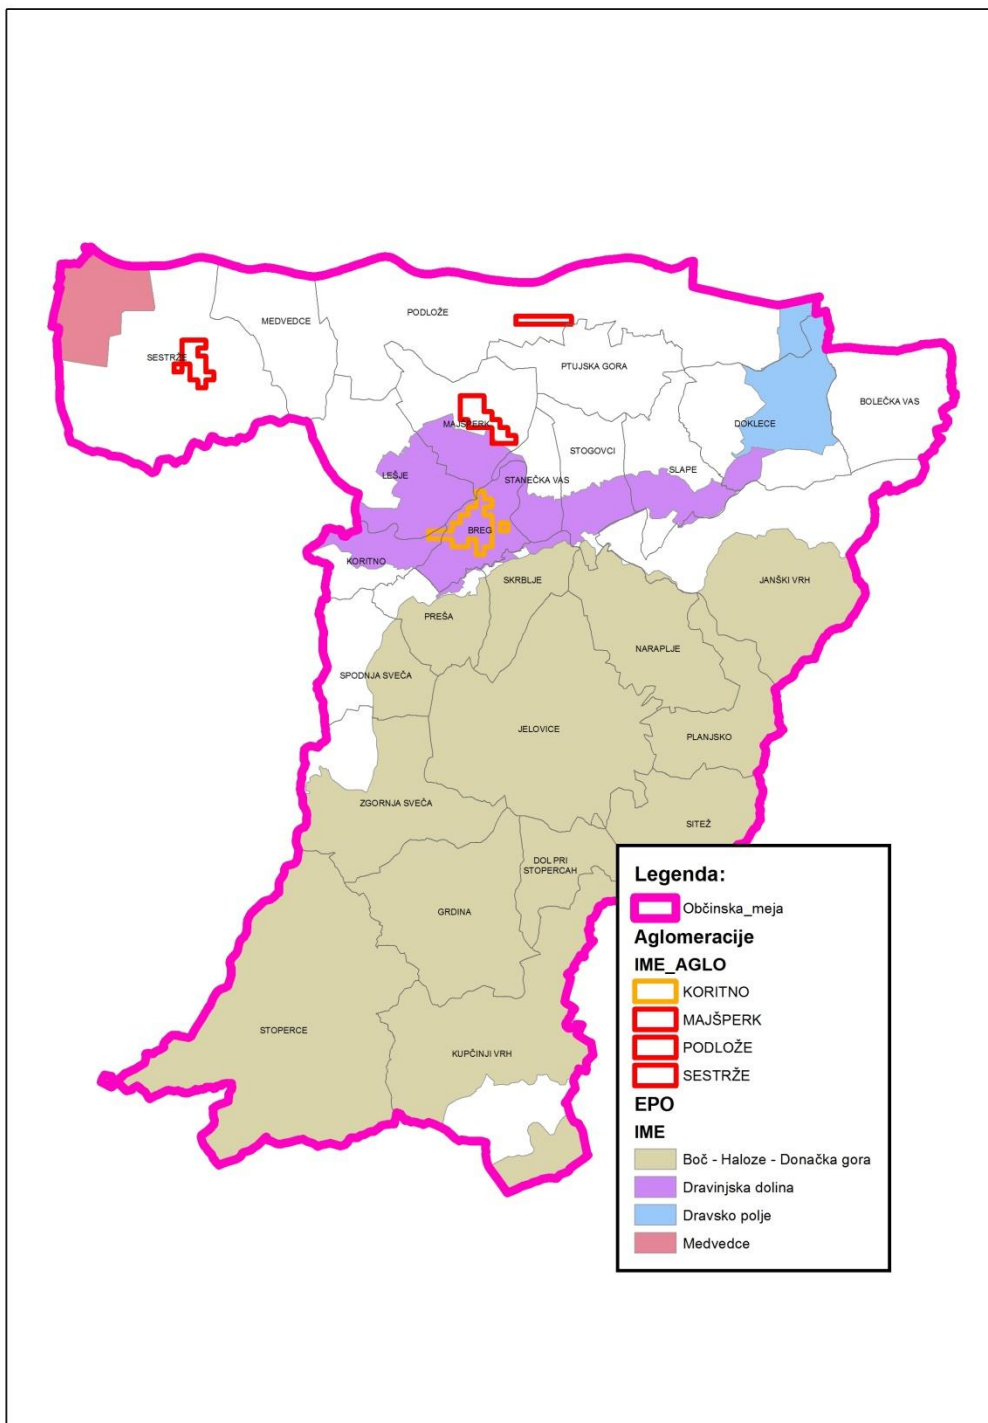 MEDVEDCE
PODLOŽE
SESTRŽE
PTUJSKA GORA
BOLEČKA VAS
MAJŠPERK
DOKLECE
STOGOVCI
LEŠJE
STANEČKA VAS
SLAPE
BREG
KORITNO
SKRBLJE
JANŠKI VRH
PREŠA
NARAPLJE
SPODNJA SVEČA
JELOVICE
PLANJSKO
ZGORNJA SVEČA
SITEŽ
DOL PRI
STOPERCAH
GRDINA
STOPERCE
KUPČINJI VRH
Legenda:
Občinska_meja
Aglomeracije
IME_AGLO
KORITNO
MAJŠPERK
PODLOŽE
SESTRŽE
EPO
IME
Boč - Haloze - Donačka gora
Dravinjska dolina
Dravsko polje
Medvedce